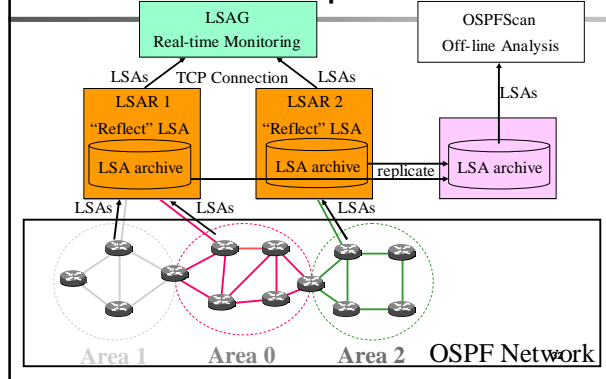 LSAG
Real-time Monitoring
OSPFScan
Off-line Analysis
LSAs
TCP Connection
LSAs
LSAs
LSAR 1
"Reflect" LSA
LSA archive
LSAR 2
"Reflect" LSA
LSA archive
replicate
LSA archive
LSAs
LSAs
LSAs
Area 1
Area 0
Area 2
OSPF Network